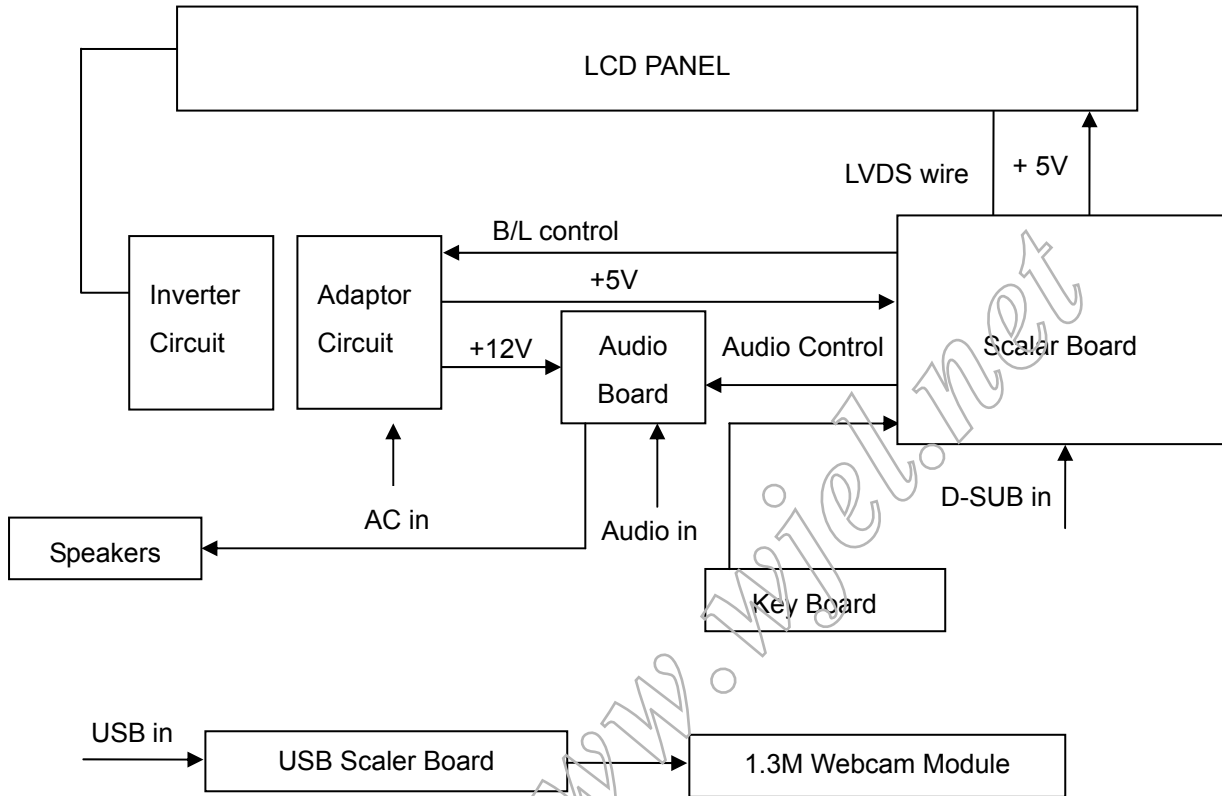 LCD PANEL
LVDS wire
+ 5V
B/L control
+5V
Inverter
Circuit
Adaptor
Circuit
+12V
Audio
Board
Audio Control
Scalar Board
D-SUB in
AC in
Audio in
Speakers
Key Board
USB in
USB Scaler Board
1.3M Webcam Module
www.wjel.net